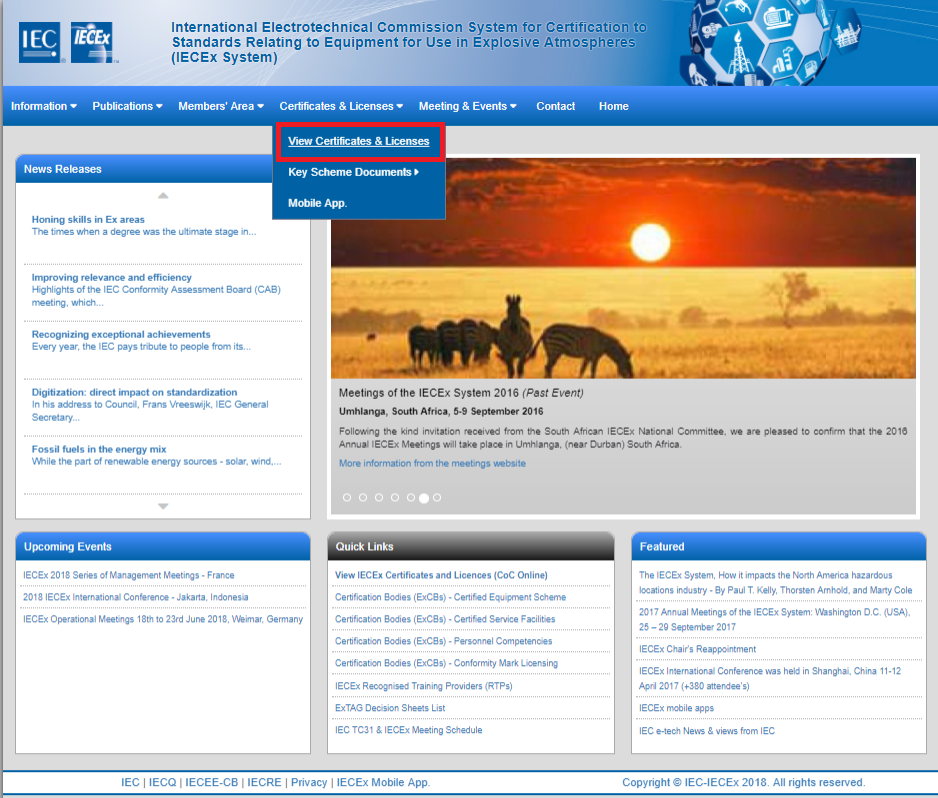 IEC
IECEx
International Electrotechnical Commission System for Certification to
Standards Relating to Equipment for Use in Explosive Atmospheres
(IECEx System)
Information Publications Members' Area Certificates & Licenses Meeting & Events Contact Home
View Certificates & Licenses
Key Scheme Documents
Mobile App.
News Releases
Honing skills in Ex areas
The times when a degree was the ultimate stage in...
Improving relevance and efficiency
Highlights of the IEC Conformity Assessment Board (CAB)
meeting, which...
Recognizing exceptional achievements
Every year, the IEC pays tribute to people from its...
Digitization: direct impact on standardization
In his address to Council, Frans Vreeswijk, IEC General
Secretary...
Fossil fuels in the energy mix
While the part of renewable energy sources - solar, wind,...
Meetings of the IECEx System 2016 (Past Event)
Umhlanga, South Africa, 5-9 September 2016
Following the kind invitation received from the South African IECEx National Committee, we are pleased to confirm that the 2016
Annual IECEx Meetings will take place in Umhlanga, (near Durban) South Africa.
More information from the meetings website
Upcoming Events
IECEx 2018 Series of Management Meetings - France
2018 IECEx International Conference - Jakarta, Indonesia
IECEx Operational Meetings 18th to 23rd June 2018, Weimar, Germany
Quick Links
View IECEx Certificates and Licences (CoC Online)
Certification Bodies (ExCBs) - Certified Equipment Scheme
Certification Bodies (ExCBs) - Certified Service Facilities
Certification Bodies (ExCBs) - Personnel Competencies
Certification Bodies (ExCBs) - Conformity Mark Licensing
IECEx Recognised Training Providers (RTPs)
ExTAG Decision Sheets List
IEC TC31 & IECEx Meeting Schedule
Featured
The IECEx System, How it impacts the North America hazardous
locations industry - By Paul T. Kelly, Thorsten Arnhold, and Marty Cole
2017 Annual Meetings of the IECEx System: Washington D.C. (USA),
25 – 29 September 2017
IECEx Chair's Reappointment
IECEx International Conference was held in Shanghai, China 11-12
April 2017 (+380 attendee's)
IECEx mobile apps
IEC e-tech News & views from IEC
IEC | IECQ | IECEE-CB | IECRE | Privacy | IECEx Mobile App.
Copyright © IEC-IECEx 2018. All rights reserved.